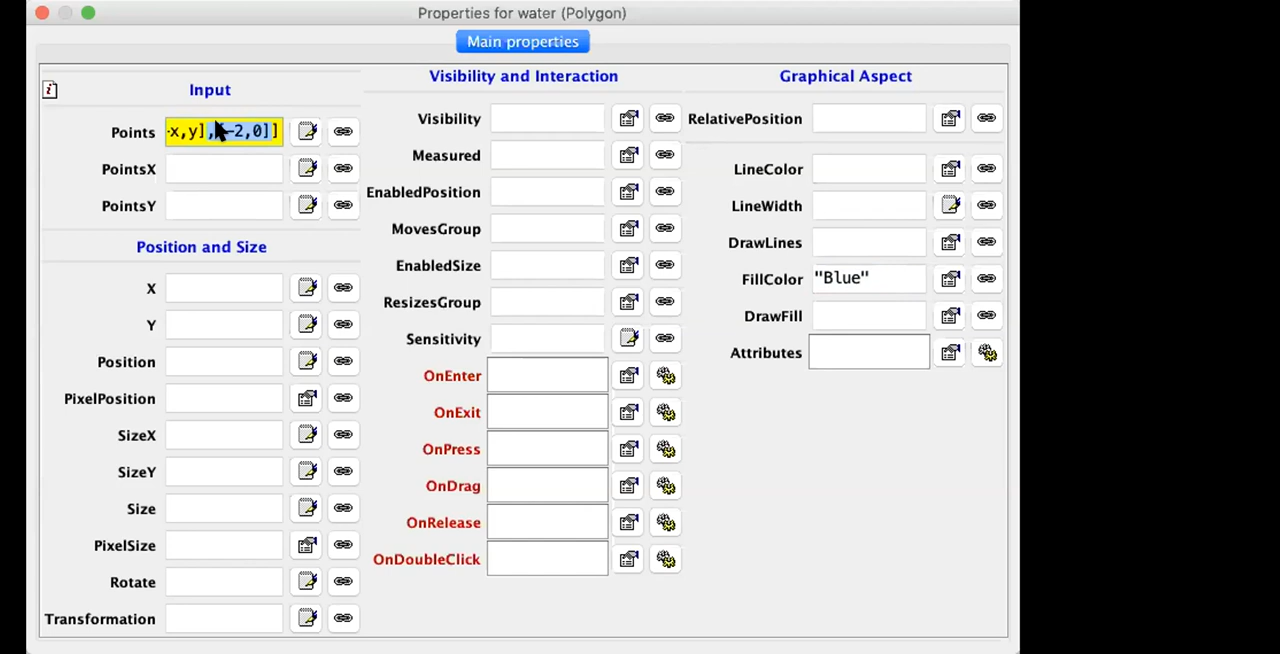 Properties for water (Polygon)
Main properties
Input
Points ·x,y],[-2,0]]
PointsX
PointsY
Position and Size
X
Y
Position
PixelPosition
SizeX
SizeY
Size
PixelSize
Rotate
Transformation
Visibility and Interaction
Visibility
Measured
EnabledPosition
MovesGroup
EnabledSize
ResizesGroup
Sensitivity
OnEnter
OnExit
OnPress
OnDrag
OnRelease
OnDoubleClick
Graphical Aspect
RelativePosition
LineColor
LineWidth
DrawLines
FillColor "Blue"
DrawFill
Attributes